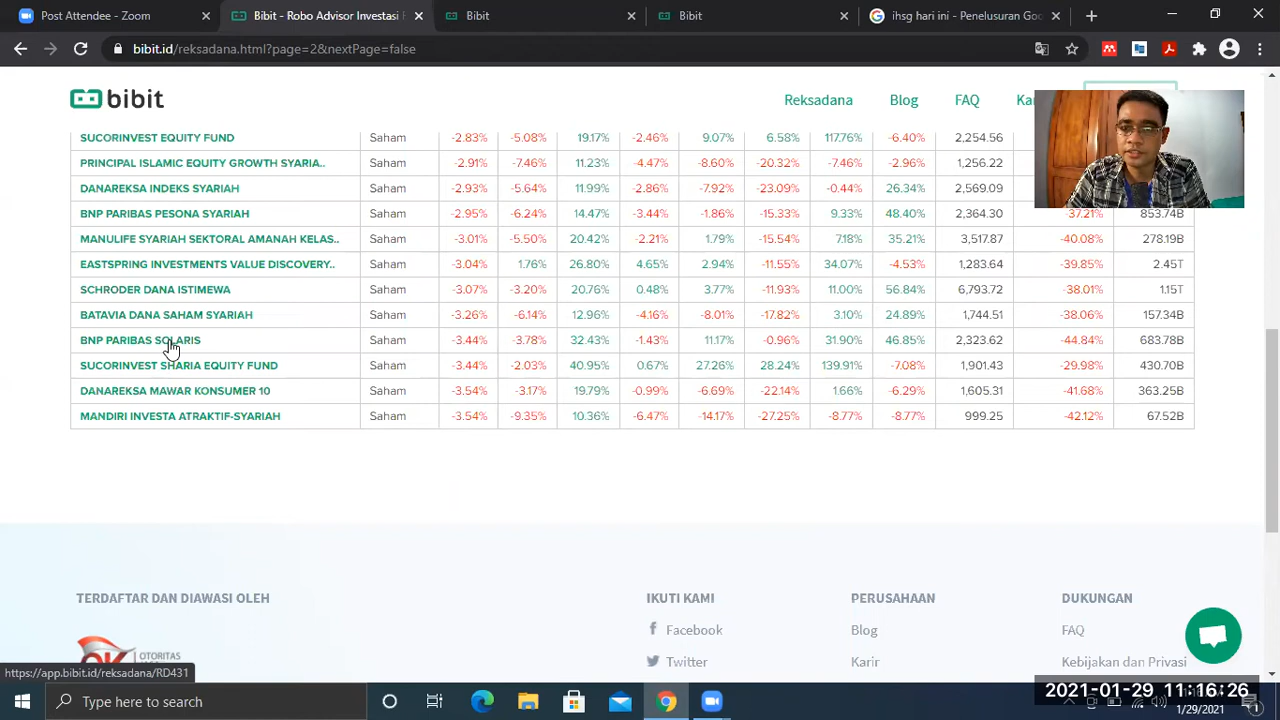 Post Attendee - Zoom
Bibit - Robo Advisor Investasi R
Bibit
Bibit
ihsg hari ini - Penelusuran Goo
bibit.id/reksadana.html?page=2&nextPage=false
bibit
Reksadana Blog FAQ
SUCORINVEST EQUITY FUND Saham -2.83% -5.08% 19.17% -2.46% 9.07% 6.58% 117.76% -6.40% 2,254.56
PRINCIPAL ISLAMIC EQUITY GROWTH SYARIA.. Saham -2.91% -7.46% 11.23% -4.47% -8.60% -20.32% -7.46% -2.96% 1,256.22
DANAREKSA INDEKS SYARIAH Saham -2.93% -5.64% 11.99% -2.86% -7.92% -23.09% -0.44% 26.34% 2,569.09
BNP PARIBAS PESONA SYARIAH Saham -2.95% -6.24% 14.47% -3.44% -1.86% -15.33% 9.33% 48.40% 2,364.30 -37.21% 853.74B
MANULIFE SYARIAH SEKTORAL AMANAH KELAS.. Saham -3.01% -5.50% 20.42% -2.21% 1.79% -15.54% 7.18% 35.21% 3,517.87 -40.08% 278.19B
EASTSPRING INVESTMENTS VALUE DISCOVERY.. Saham -3.04% 1.76% 26.80% 4.65% 2.94% -11.55% 34.07% -4.53% 1,283.64 -39.85% 2.45T
SCHRODER DANA ISTIMEWA Saham -3.07% -3.20% 20.76% 0.48% 3.77% -11.93% 11.00% 56.84% 6,793.72 -38.01% 1.15T
BATAVIA DANA SAHAM SYARIAH Saham -3.26% -6.14% 12.96% -4.16% -8.01% -17.82% 3.10% 24.89% 1,744.51 -38.06% 157.34B
BNP PARIBAS SOLARIS Saham -3.44% -3.78% 32.43% -1.43% 11.17% -0.96% 31.90% 46.85% 2,323.62 -44.84% 683.78B
SUCORINVEST SHARIA EQUITY FUND Saham -3.44% -2.03% 40.95% 0.67% 27.26% 28.24% 139.91% -7.08% 1,901.43 -29.98% 430.70B
DANAREKSA MAWAR KONSUMER 10 Saham -3.54% -3.17% 19.79% -0.99% -6.69% -22.14% 1.66% -6.29% 1,605.31 -41.68% 363.25B
MANDIRI INVESTA ATRAKTIF-SYARIAH Saham -3.54% -9.35% 10.36% -6.47% -14.17% -27.25% -8.77% -8.77% 999.25 -42.12% 67.52B
TERDAFTAR DAN DIAWASI OLEH
OTORITAS
IKUTI KAMI
Facebook
Twitter
PERUSAHAAN
Blog
Karir
DUKUNGAN
FAQ
Kebijakan dan Privasi
https://app.bibit.id/reksadana/RD431
Type here to search
2021-01-29 11:16:26
1/29/2021